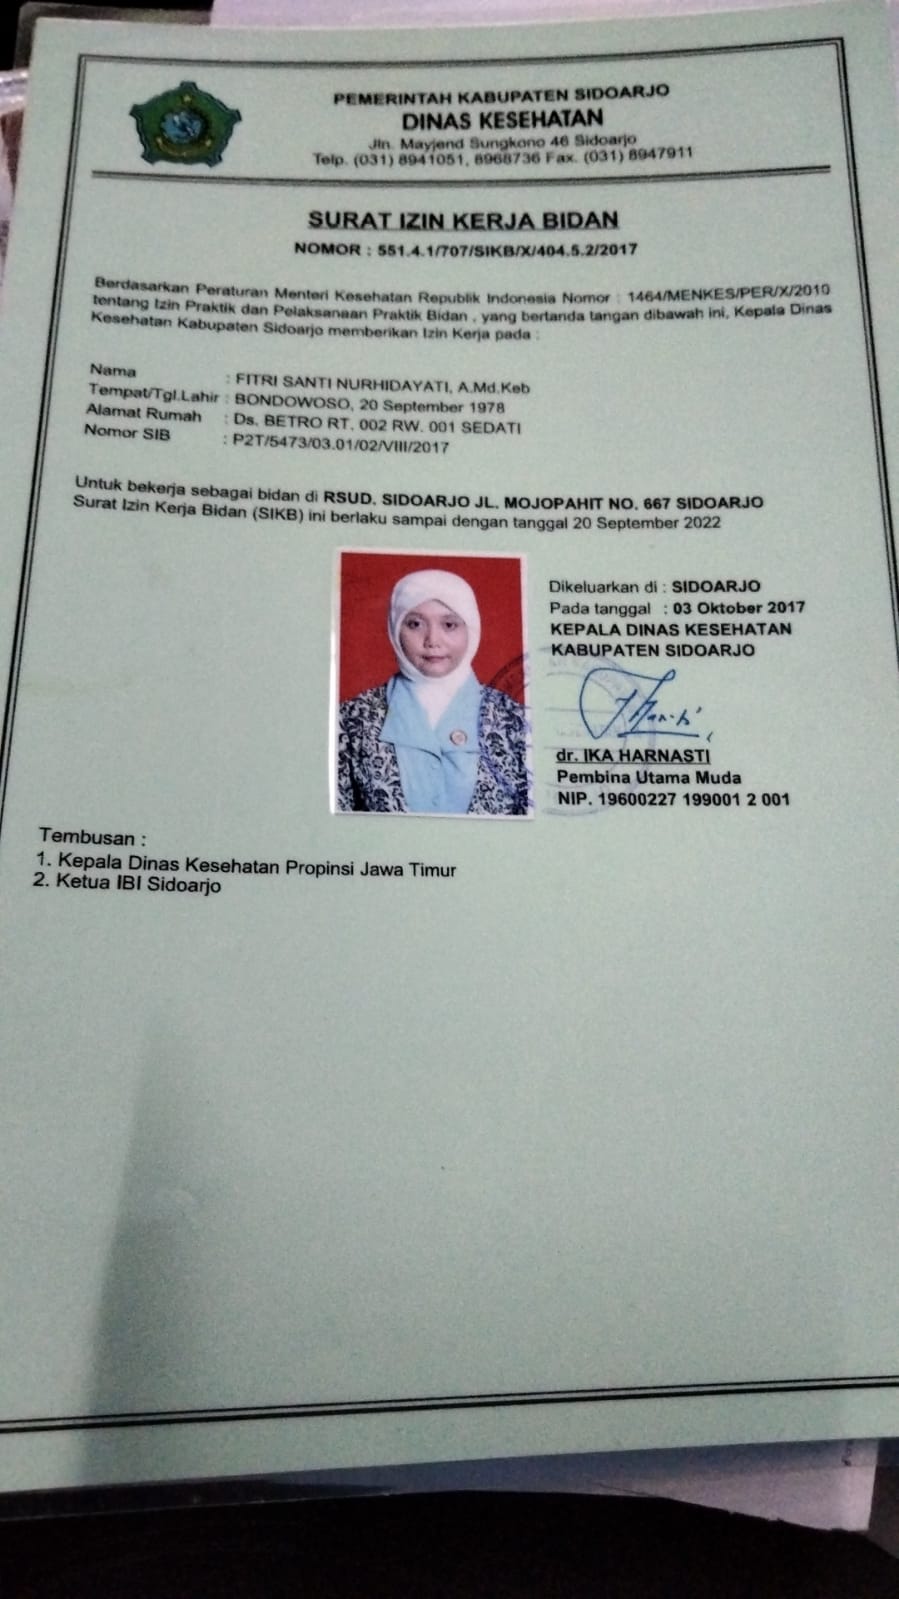 PEMERINTAH KABUPATEN SIDOARJO
DINAS KESEHATAN
Jln. Mayjend Sungkono 46 Sidoarjo
Telp. (031) 8941051, 8968736 Fax. (031) 8947911
SURAT IZIN KERJA BIDAN
NOMOR : 551.4.1/707/SIKB/X/404.5.2/2017
Berdasarkan Peraturan Menteri Kesehatan Republik Indonesia Nomor : 1464/MENKES/PER/X/2010
tentang Izin Praktik dan Pelaksanaan Praktik Bidan , yang bertanda tangan dibawah ini, Kepala Dinas
Kesehatan Kabupaten Sidoarjo memberikan Izin Kerja pada :
Nama : FITRI SANTI NURHIDAYATI, A.Md.Keb
Tempat/Tgl.Lahir : BONDOWOSO, 20 September 1978
Alamat Rumah : Ds. BETRO RT. 002 RW. 001 SEDATI
Nomor SIB : P2T/5473/03.01/02/VIII/2017
Untuk bekerja sebagai bidan di RSUD. SIDOARJO JL. MOJOPAHIT NO. 667 SIDOARJO
Surat Izin Kerja Bidan (SIKB) ini berlaku sampai dengan tanggal 20 September 2022
Dikeluarkan di : SIDOARJO
Pada tanggal : 03 Oktober 2017
KEPALA DINAS KESEHATAN
KABUPATEN SIDOARJO
dr. IKA HARNASTI
Pembina Utama Muda
NIP. 19600227 199001 2 001
Tembusan :
1. Kepala Dinas Kesehatan Propinsi Jawa Timur
2. Ketua IBI Sidoarjo